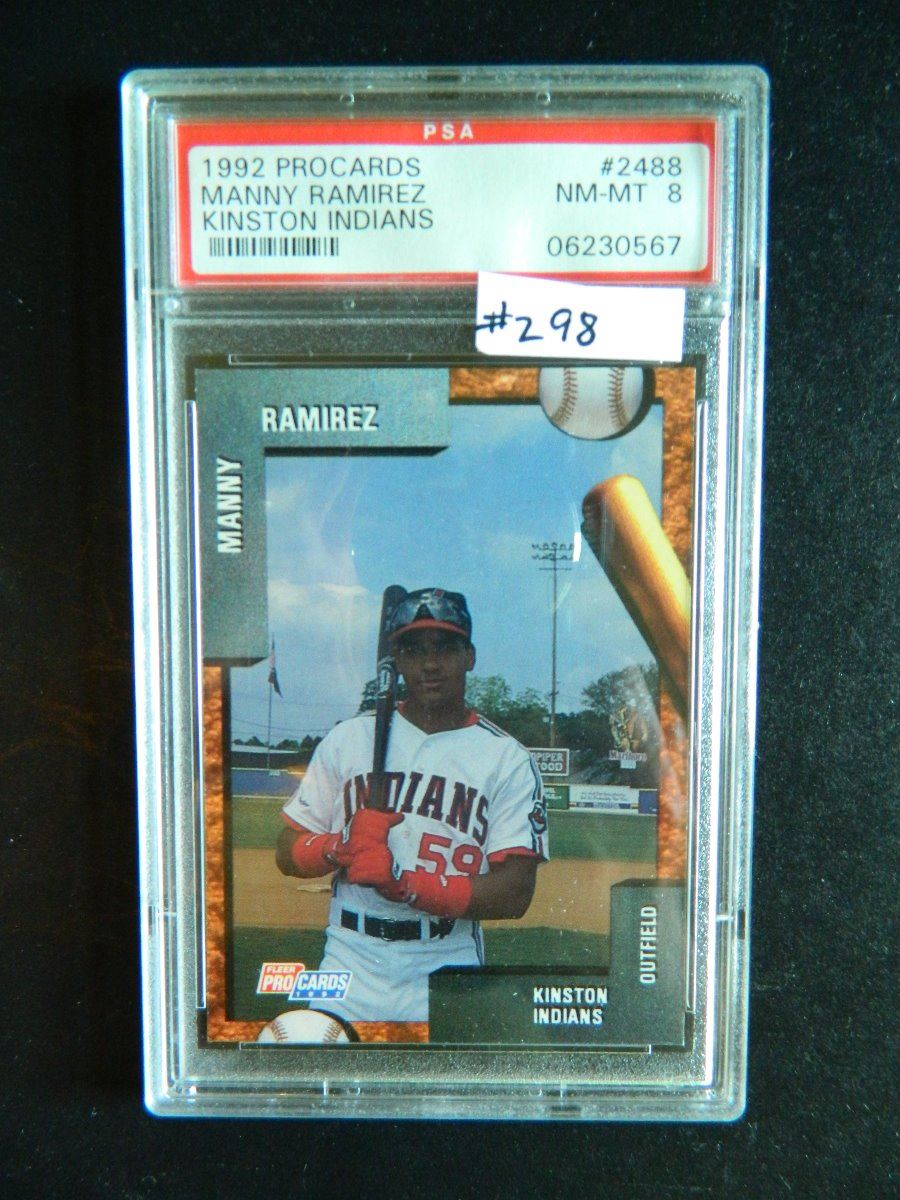 PSA
1992 PROCARDS #2488
MANNY RAMIREZ NM-MT 8
KINSTON INDIANS
06230567
#298
RAMIREZ
MANNY
Marlboro
INDIANS
59
OUTFIELD
FLEER
PRO CARDS
1992
KINSTON
INDIANS